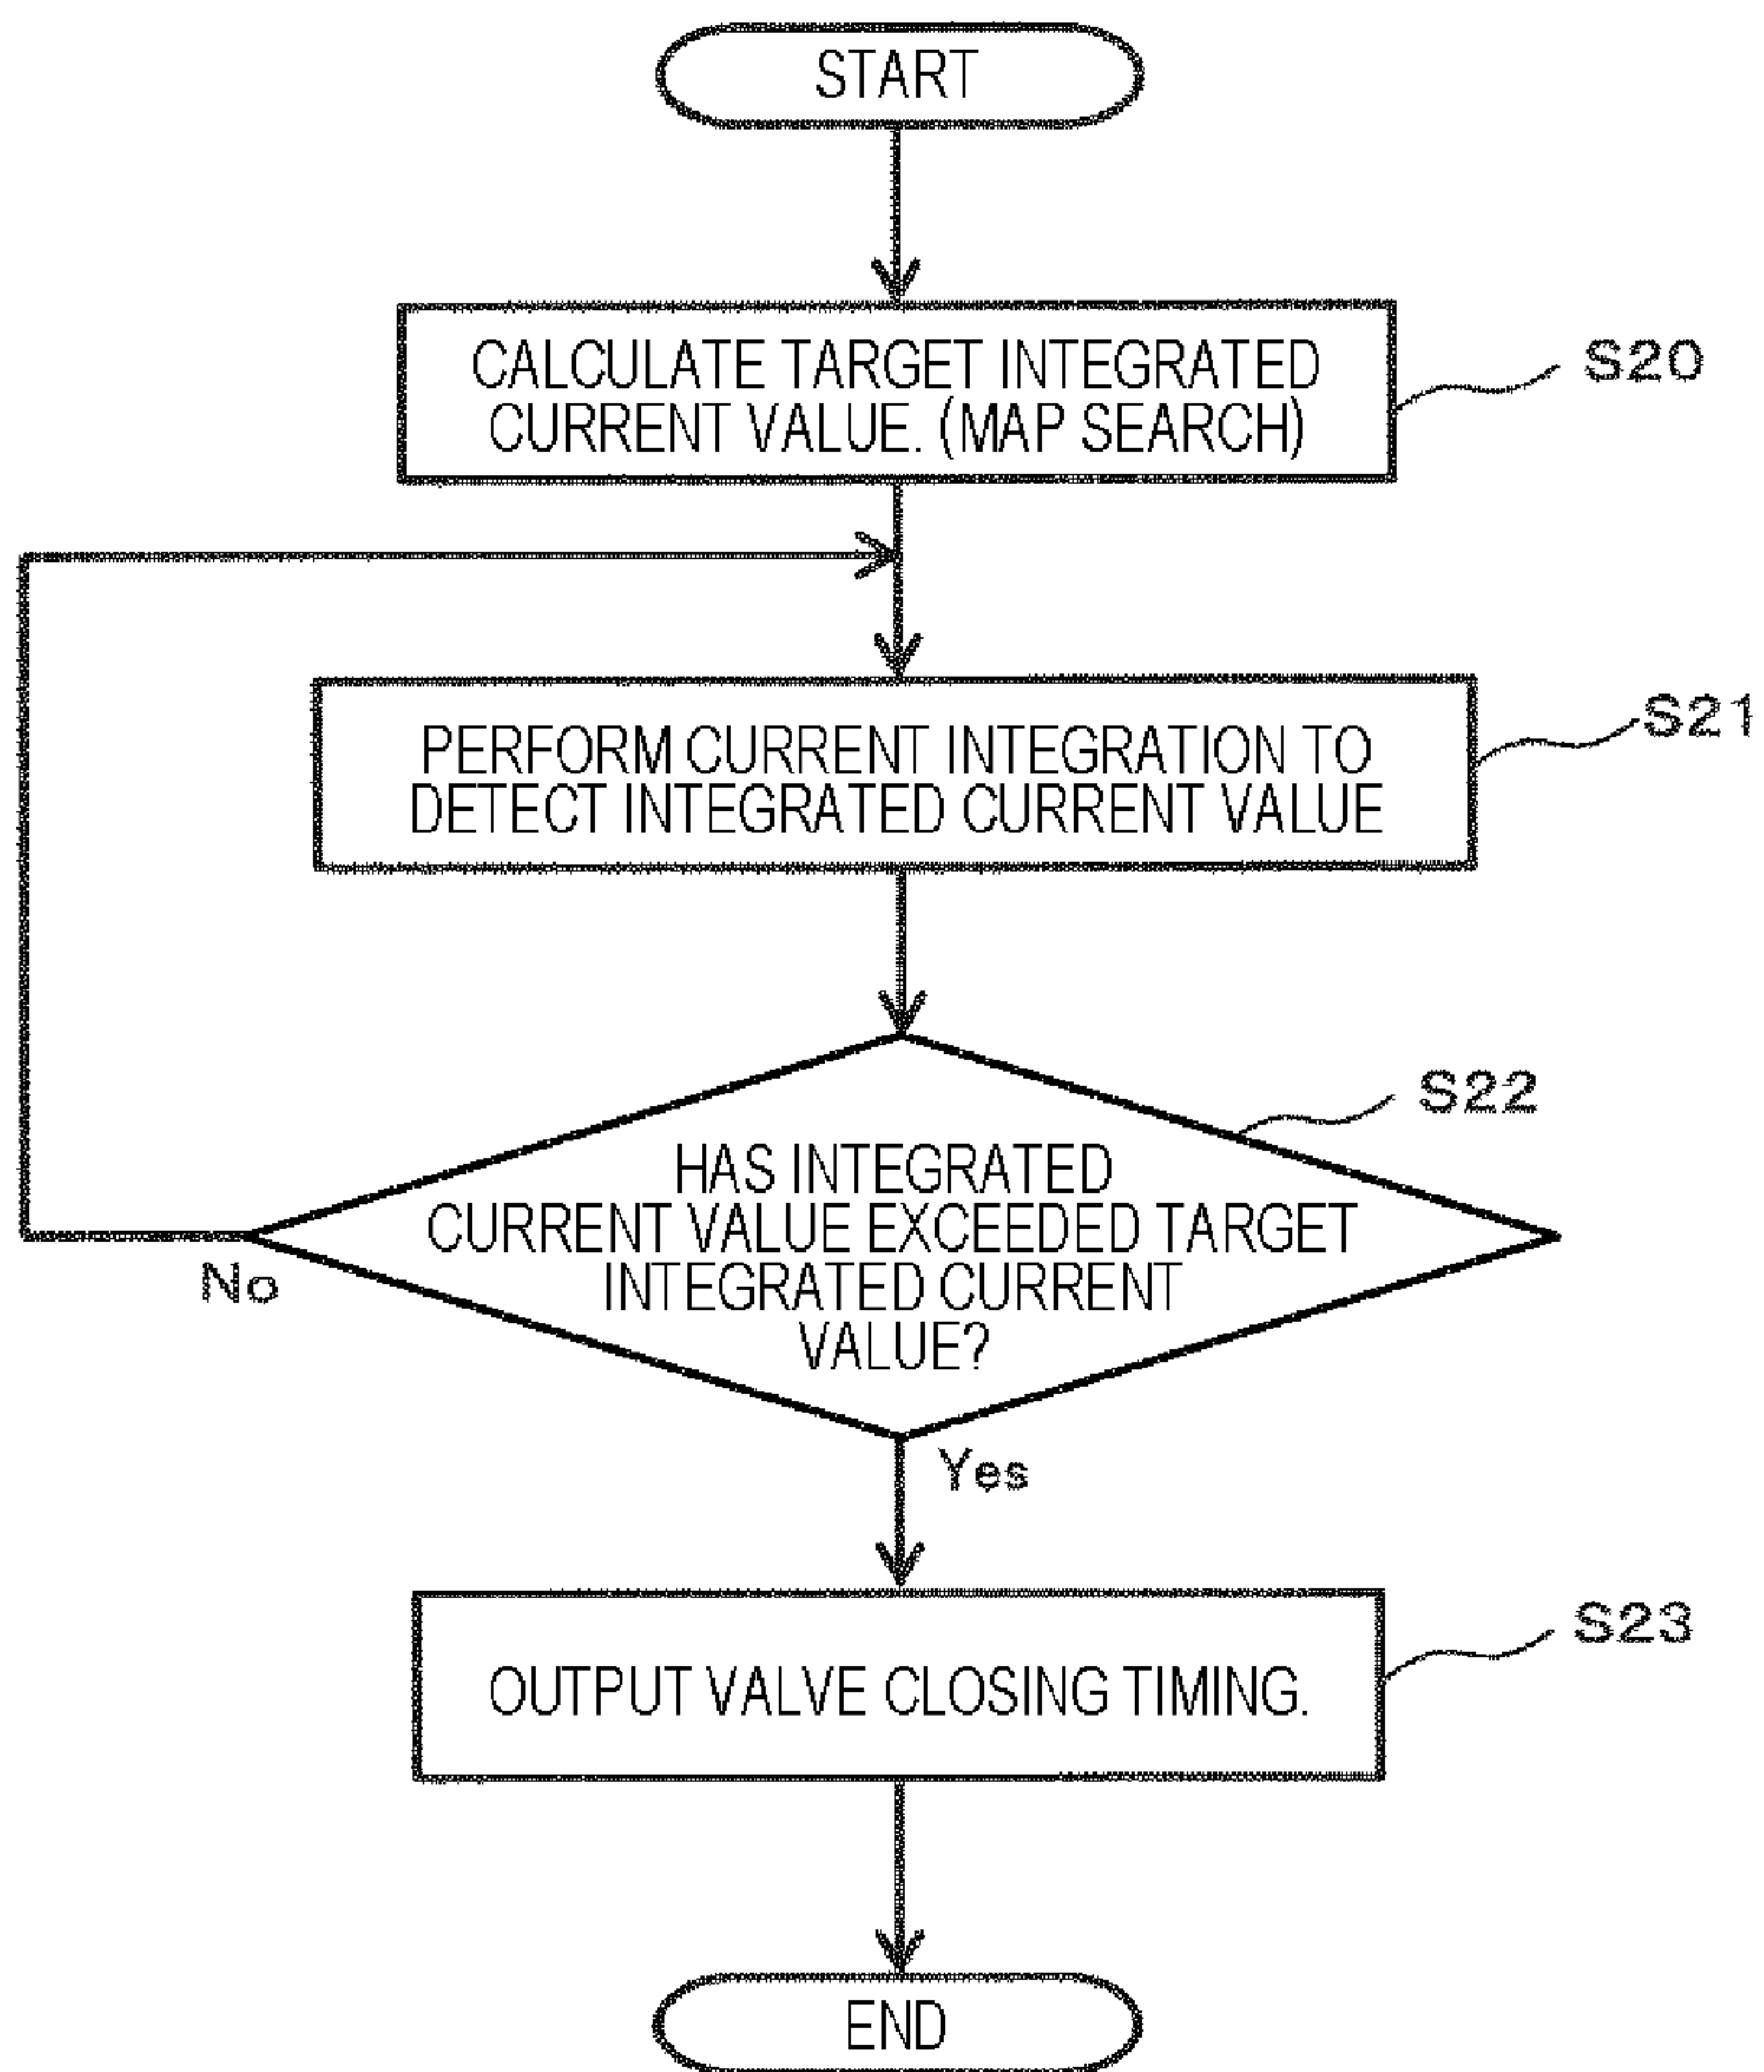 START
CALCULATE TARGET INTEGRATED
CURRENT VALUE. (MAP SEARCH)
S20
PERFORM CURRENT INTEGRATION TO
DETECT INTEGRATED CURRENT VALUE
S21
S22
HAS INTEGRATED
CURRENT VALUE EXCEEDED TARGET
INTEGRATED CURRENT
VALUE?
No
Yes
OUTPUT VALVE CLOSING TIMING.
S23
END